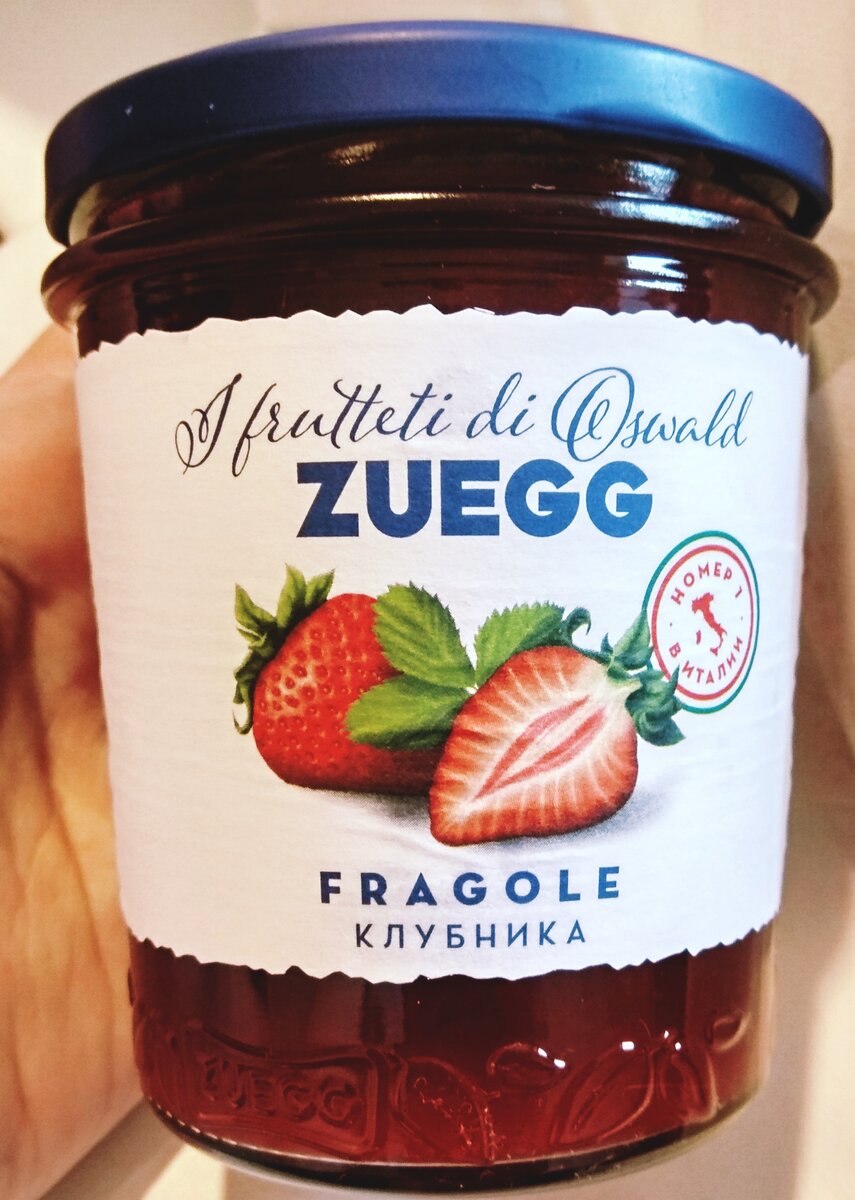 I frutteti di Oswald
ZUEGG
НОМЕР 1
В ИТАЛИИ
FRAGOLE
КЛУБНИКА
ZUEGG